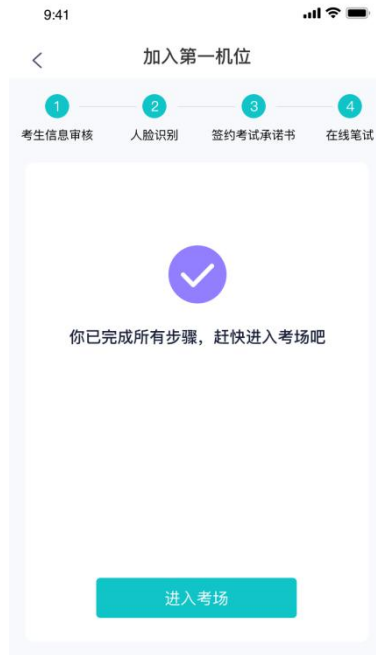 9:41
加入第一机位
1 2 3 4
考生信息审核 人脸识别 签约考试承诺书 在线笔试
你已完成所有步骤，赶快进入考场吧
进入考场